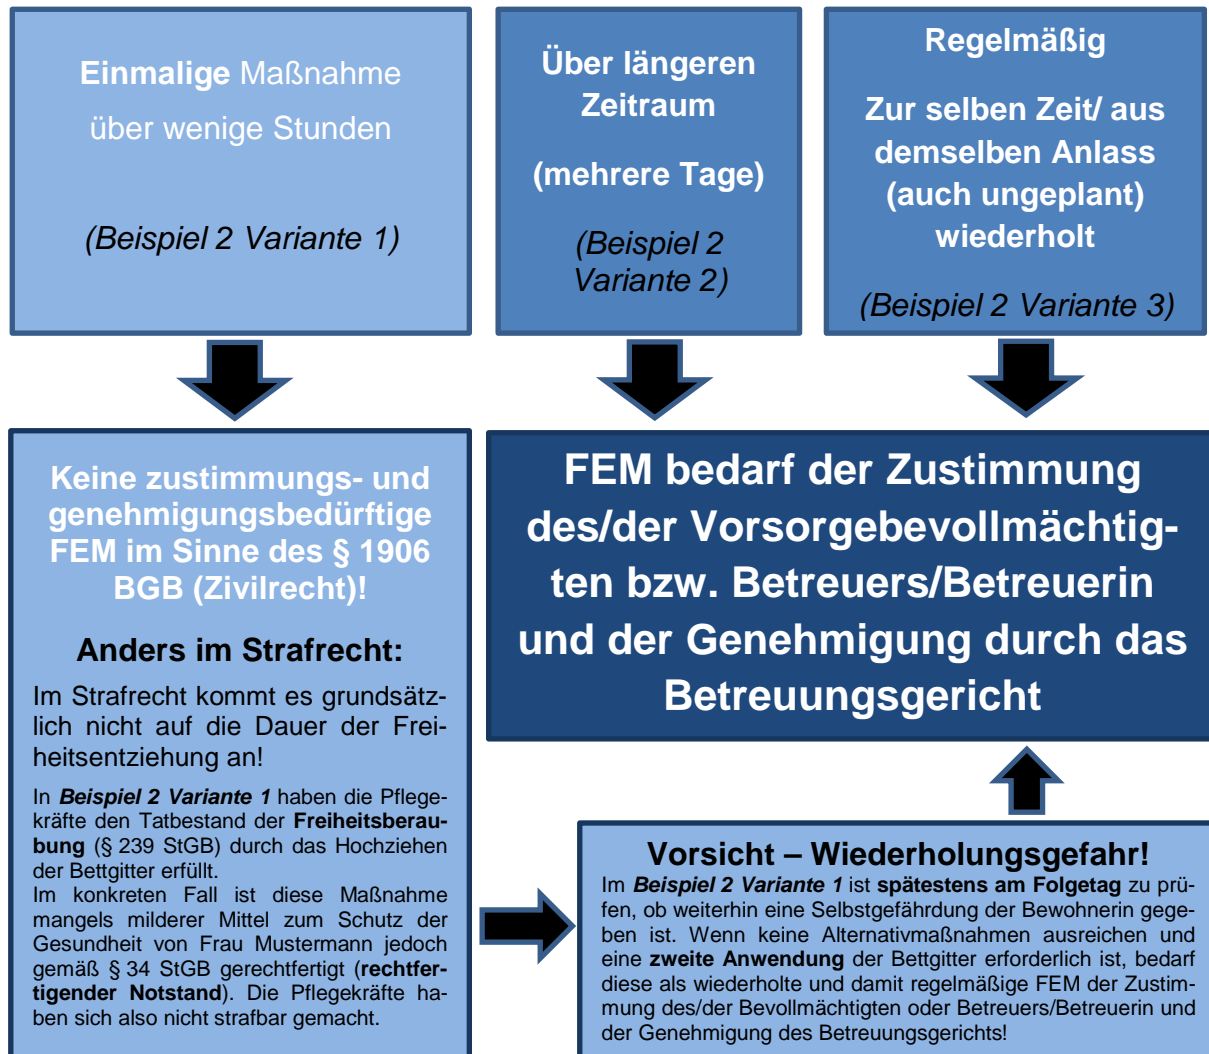 Einmalige Maßnahme
über wenige Stunden
(Beispiel 2 Variante 1)
Über längeren
Zeitraum
(mehrere Tage)
(Beispiel 2
Variante 2)
Regelmäßig
Zur selben Zeit/ aus
demselben Anlass
(auch ungeplant)
wiederholt
(Beispiel 2 Variante 3)
Keine zustimmungs- und
genehmigungsbedürftige
FEM im Sinne des § 1906
BGB (Zivilrecht)!
Anders im Strafrecht:
Im Strafrecht kommt es grundsätz-
lich nicht auf die Dauer der Frei-
heitsentziehung an!
In Beispiel 2 Variante 1 haben die Pflege-
kräfte den Tatbestand der Freiheitsberau-
bung (§ 239 StGB) durch das Hochziehen
der Bettgitter erfüllt.
Im konkreten Fall ist diese Maßnahme
mangels milderer Mittel zum Schutz der
Gesundheit von Frau Mustermann jedoch
gemäß § 34 StGB gerechtfertigt (rechtfer-
tigender Notstand). Die Pflegekräfte ha-
ben sich also nicht strafbar gemacht.
FEM bedarf der Zustimmung
des/der Vorsorgebevollmächtig-
ten bzw. Betreuers/Betreuerin
und der Genehmigung durch das
Betreuungsgericht
Vorsicht – Wiederholungsgefahr!
Im Beispiel 2 Variante 1 ist spätestens am Folgetag zu prü-
fen, ob weiterhin eine Selbstgefährdung der Bewohnerin gege-
ben ist. Wenn keine Alternativmaßnahmen ausreichen und
eine zweite Anwendung der Bettgitter erforderlich ist, bedarf
diese als wiederholte und damit regelmäßige FEM der Zustim-
mung des/der Bevollmächtigten oder Betreuers/Betreuerin und
der Genehmigung des Betreuungsgerichts!